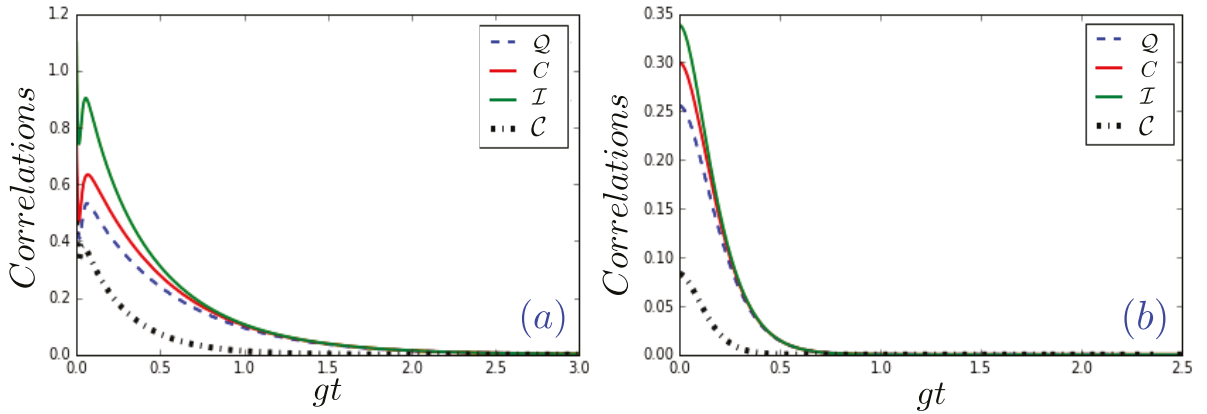 1.2
1.0
0.8
0.6
0.4
0.2
0.0
Correlations
0.0 0.5 1.0 1.5 2.0 2.5 3.0
gt
𝒬
C
ℐ
𝒞
(a)
0.35
0.30
0.25
0.20
0.15
0.10
0.05
0.00
Correlations
0.0 0.5 1.0 1.5 2.0 2.5
gt
𝒬
C
ℐ
𝒞
(b)